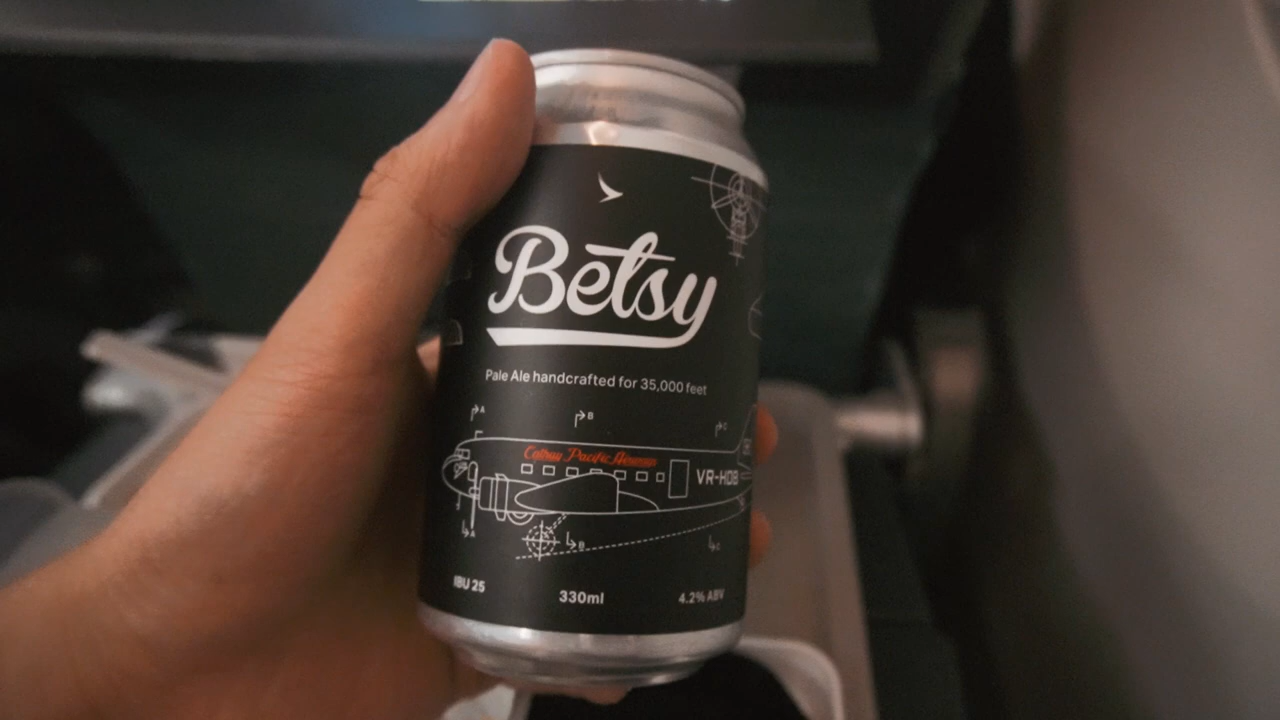 Betsy
Pale Ale handcrafted for 35,000 feet
A
B
C
Cathay Pacific Airways
VR-HDB
A
B
C
IBU 25
330ml
4.2% ABV